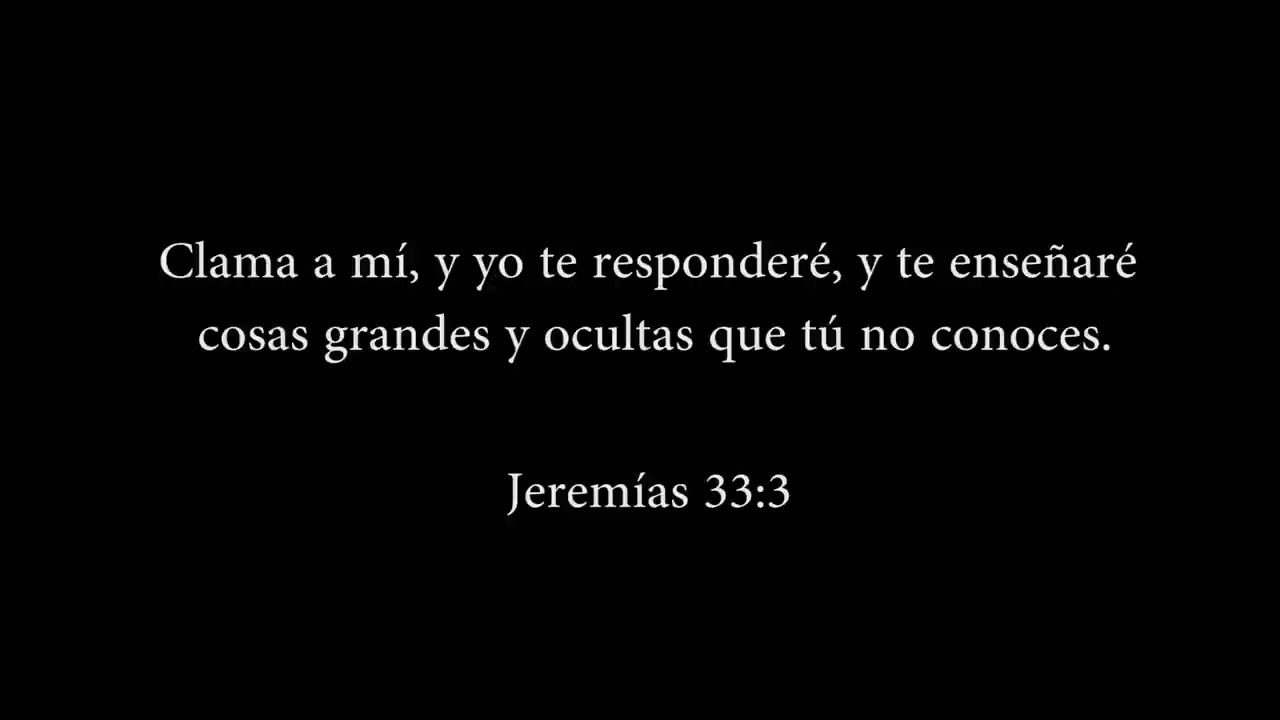 Clama a mí, y yo te responderé, y te enseñaré
cosas grandes y ocultas que tú no conoces.
Jeremías 33:3